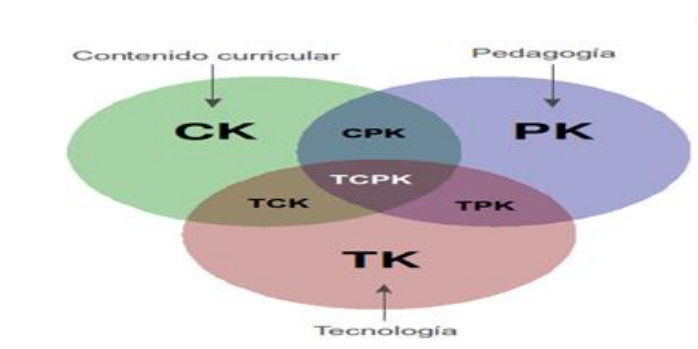 Contenido curricular
Pedagogía
CK
CPK
PK
TCPK
TCK
TPK
TK
Tecnología